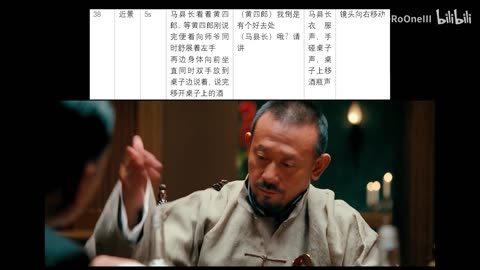 RoOneIII bilibili
38 近景 5s 马县长看着黄四 (黄四郎) 我倒是 马县长 镜头向右移动
郎、等黄四郎刚说 有个好去处 衣服
完便看向师爷同 (马县长) 哦？请 声、手
时舒展着左手 讲 碰桌子
再边身体向前坐 声、桌
直同时双手放到 子上移
桌子边说着，说完 酒瓶声
移开桌子上的酒